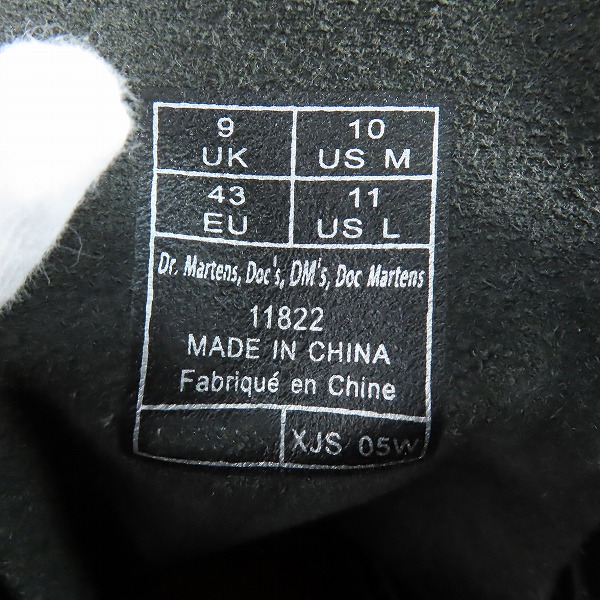 9 UK
10 US M
43 EU
11 US L
Dr. Martens, Doc's, DM's, Doc Martens
11822
MADE IN CHINA
Fabriqué en Chine
XJS 05W